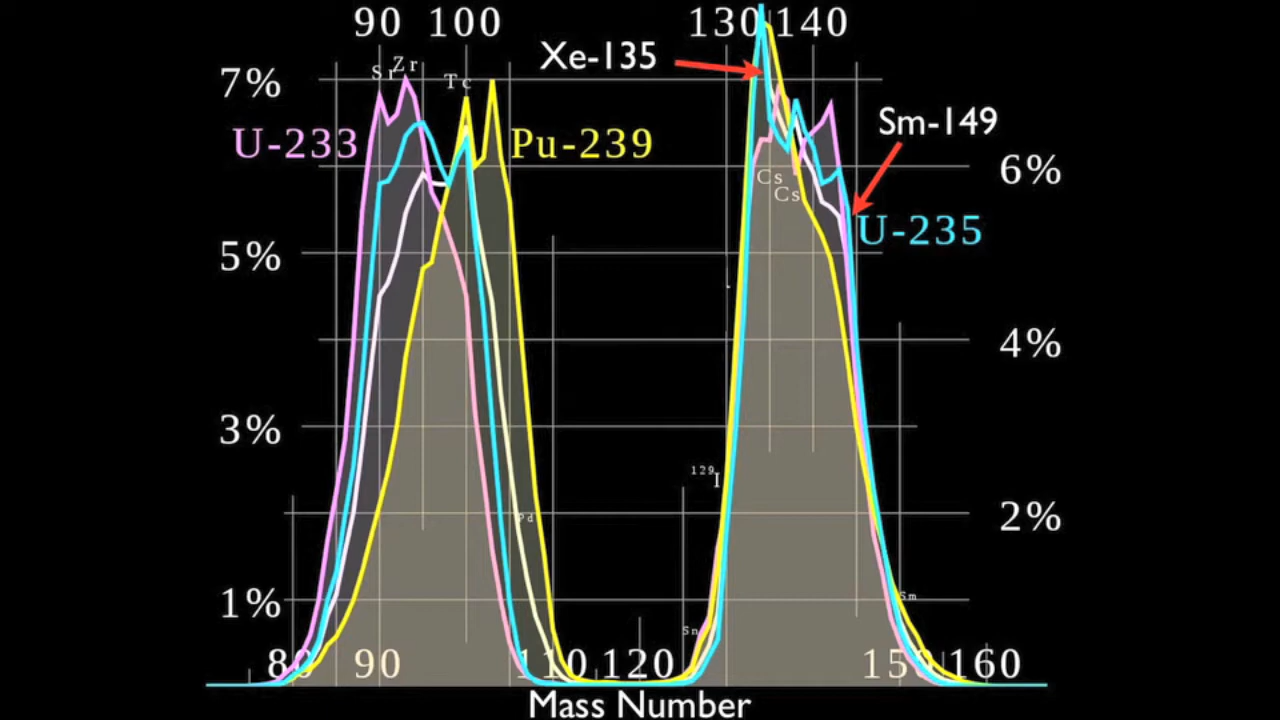 90 100 130 140
Xe-135
Sr Zr Tc
7%
Sm-149
U-233 Pu-239
6%
Cs
Cs
U-235
5%
4%
3%
129I
Pd
2%
1%
Sm
Sn
80 90 110 120 150 160
Mass Number